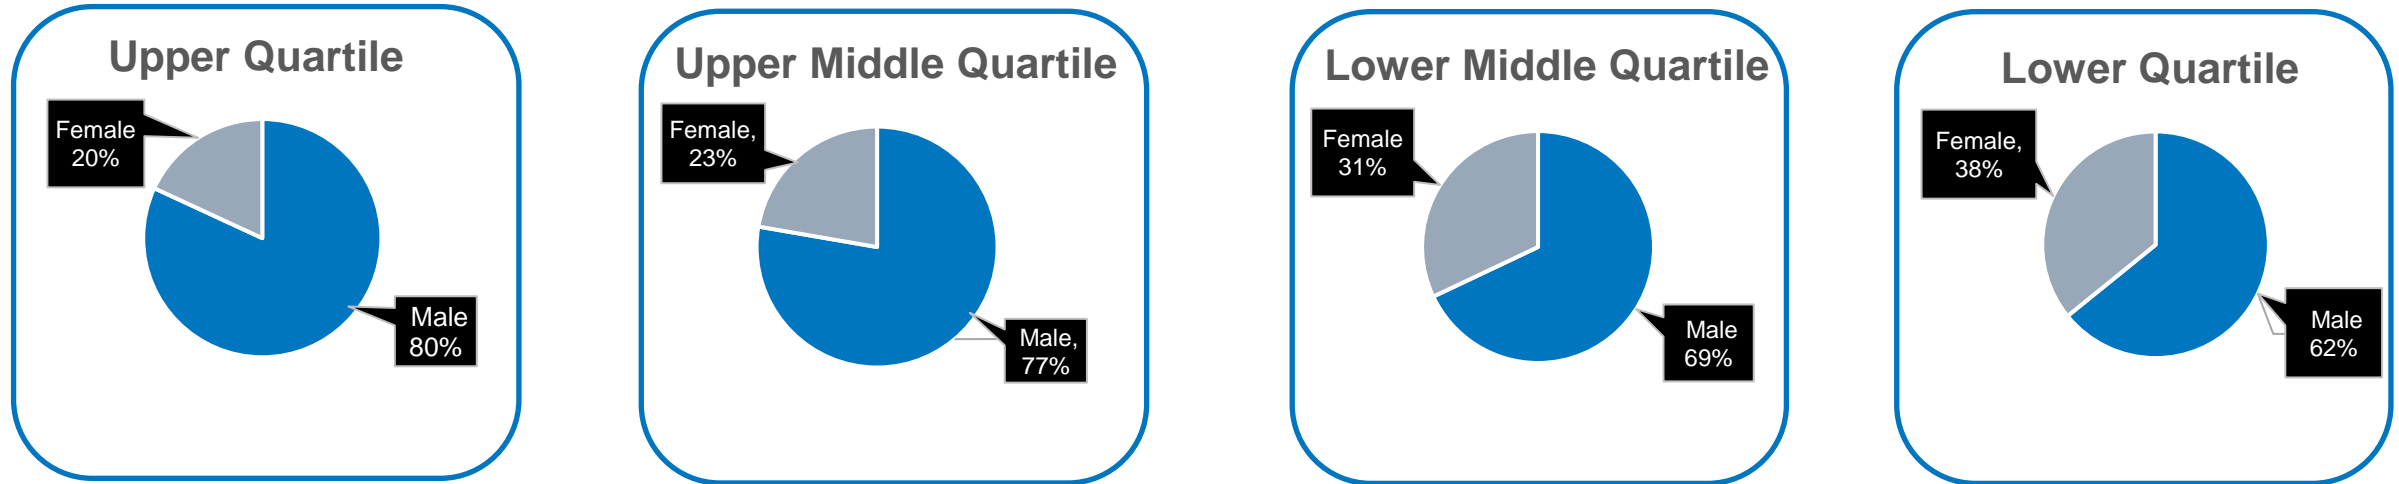 Upper Quartile
Female
20%
Male
80%
Upper Middle Quartile
Female,
23%
Male,
77%
Lower Middle Quartile
Female
31%
Male
69%
Lower Quartile
Female,
38%
Male
62%